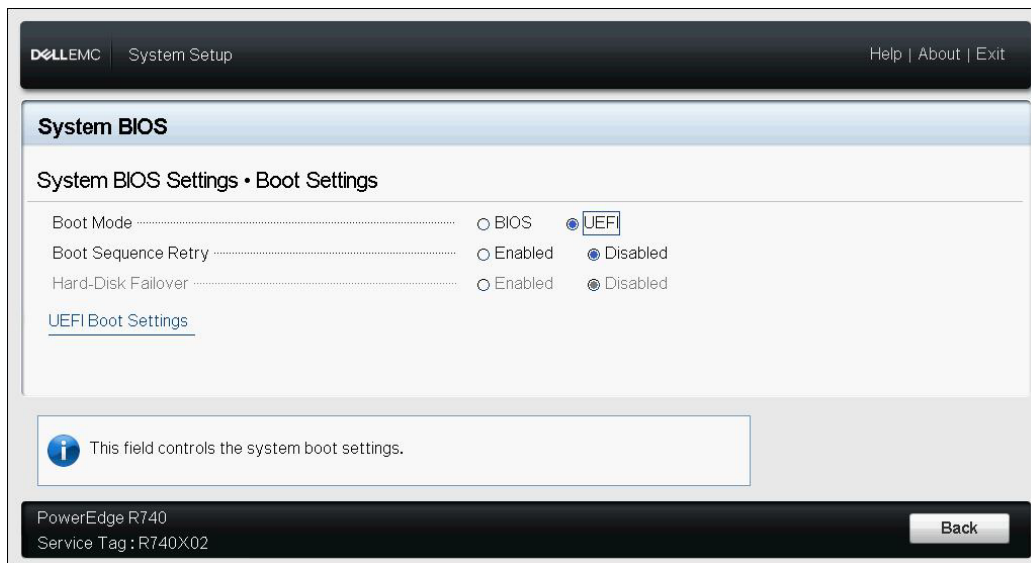 DELLEMC System Setup Help | About | Exit
System BIOS
System BIOS Settings • Boot Settings
Boot Mode BIOS UEFI
Boot Sequence Retry Enabled Disabled
Hard-Disk Failover Enabled Disabled
UEFI Boot Settings
This field controls the system boot settings.
PowerEdge R740
Service Tag : R740X02
Back